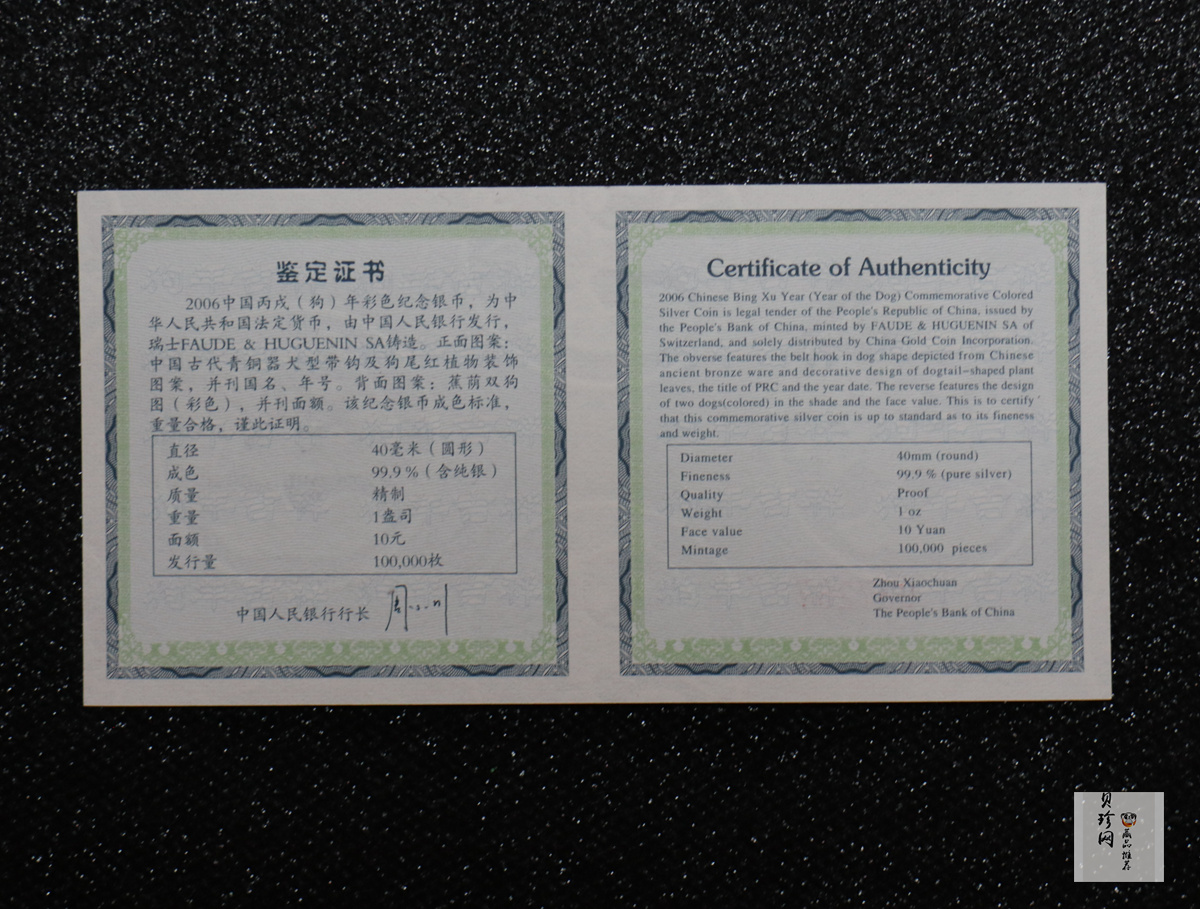 鉴定证书
2006中国丙戌（狗）年彩色纪念银币，为中
华人民共和国法定货币，由中国人民银行发行，
瑞士FAUDE & HUGUENIN SA铸造。正面图案：
中国古代青铜器犬型带钩及狗尾红植物装饰
图案，并刊国名、年号。背面图案：蕉荫双狗
图（彩色），并刊面额。该纪念银币成色标准，
重量合格，谨此证明。
直径 40毫米（圆形）
成色 99.9％（含纯银）
质量 精制
重量 1盎司
面额 10元
发行量 100,000枚
中国人民银行行长
Certificate of Authenticity
2006 Chinese Bing Xu Year (Year of the Dog) Commemorative Colored
Silver Coin is legal tender of the People's Republic of China, issued by
the People's Bank of China, minted by FAUDE & HUGUENIN SA of
Switzerland, and solely distributed by China Gold Coin Incorporation.
The obverse features the belt hook in dog shape depicted from Chinese
ancient bronze ware and decorative design of dogtail-shaped plant
leaves, the title of PRC and the year date. The reverse features the design
of two dogs(colored) in the shade and the face value. This is to certify
that this commemorative silver coin is up to standard as to its fineness
and weight.
Diameter 40mm (round)
Fineness 99.9 % (pure silver)
Quality Proof
Weight 1 oz
Face value 10 Yuan
Mintage 100,000 pieces
Zhou Xiaochuan
Governor
The People's Bank of China
贝珍网
藏品推荐